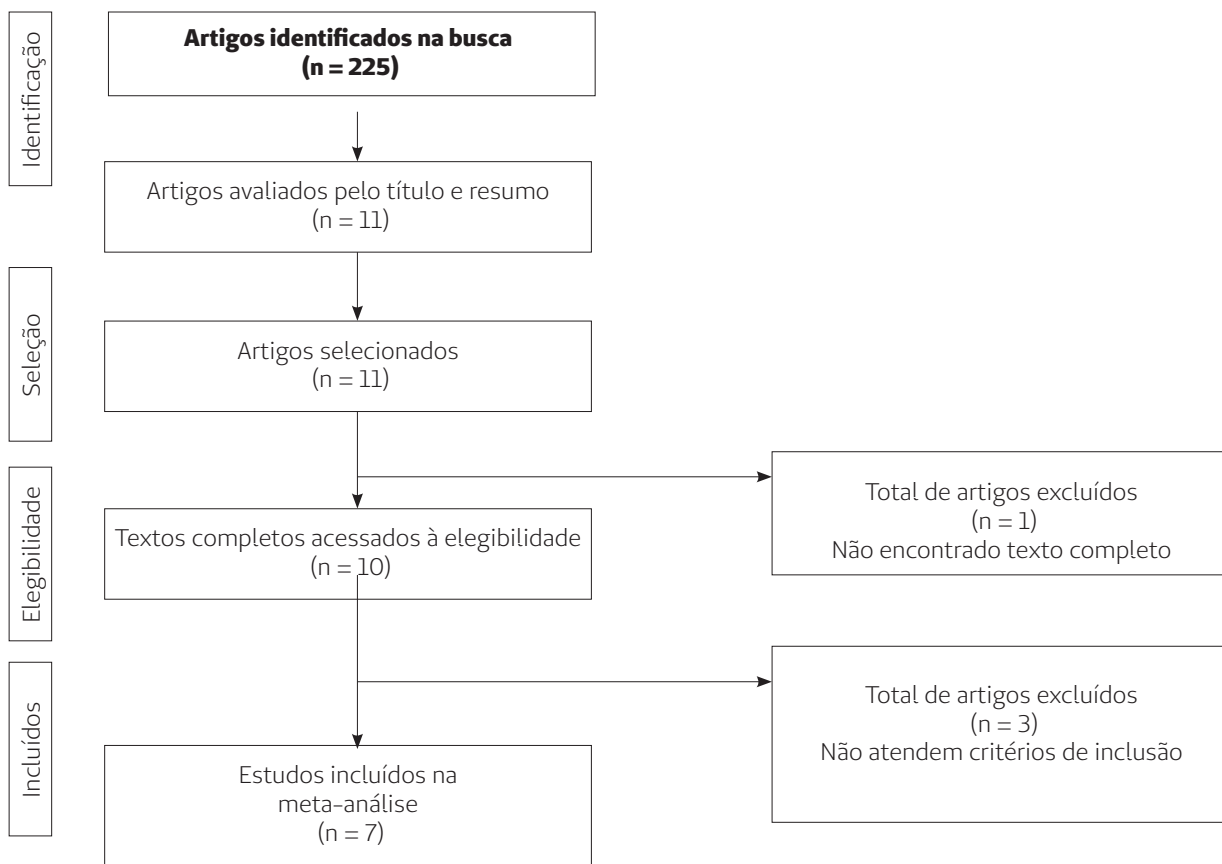 Identificação
Artigos identificados na busca
(n = 225)
Artigos avaliados pelo título e resumo
(n = 11)
Seleção
Artigos selecionados
(n = 11)
Elegibilidade
Textos completos acessados à elegibilidade
(n = 10)
Total de artigos excluídos
(n = 1)
Não encontrado texto completo
Incluídos
Total de artigos excluídos
(n = 3)
Não atendem critérios de inclusão
Estudos incluídos na
meta-análise
(n = 7)